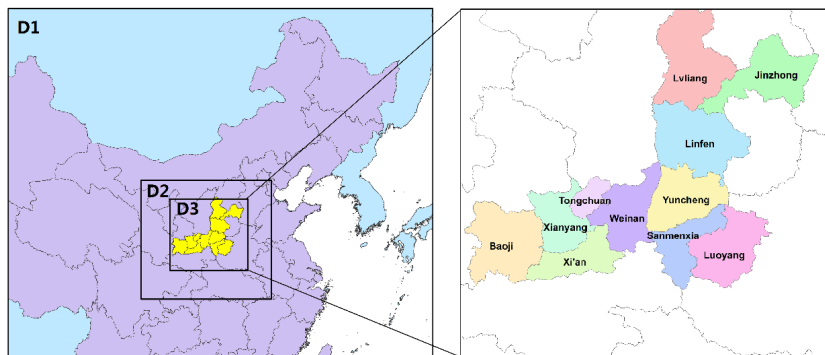 D1
D2
D3
Lvliang
Jinzhong
Linfen
Tongchuan
Yuncheng
Weinan
Xianyang
Sanmenxia
Baoji
Xi'an
Luoyang